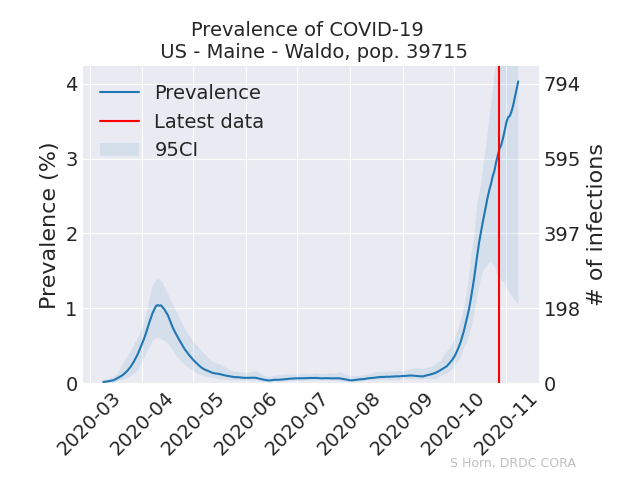 Prevalence of COVID-19
US - Maine - Waldo, pop. 39715
Prevalence
Latest data
95CI
Prevalence (%)
4
3
2
1
0
794
595
397
198
0
# of infections
2020-03
2020-04
2020-05
2020-06
2020-07
2020-08
2020-09
2020-10
2020-11
S Horn, DRDC CORA